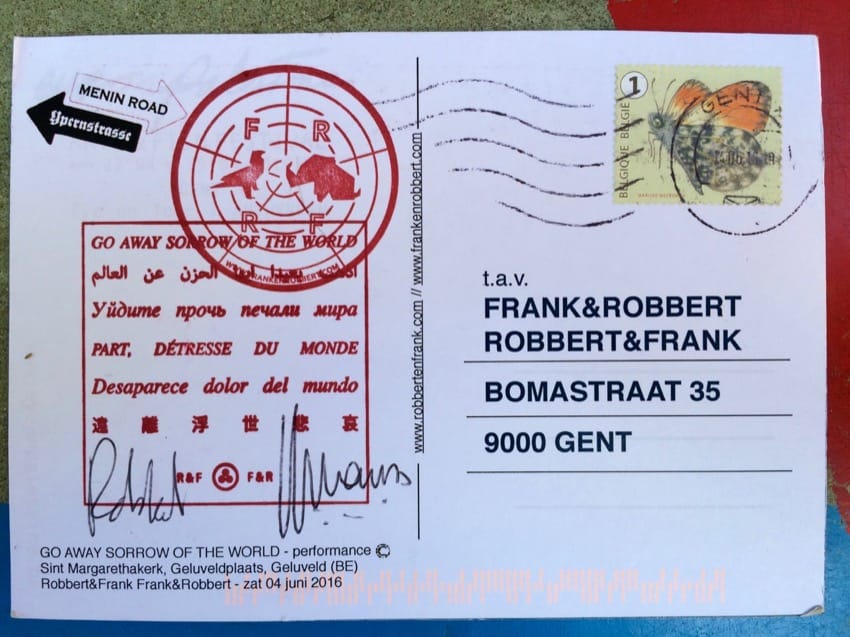 MENIN ROAD
Ypernstrasse
F R
R F
WWW.FRANKENROBBERT.COM
GO AWAY SORROW OF THE WORLD
الحزن عن العالم
Уйдите прочь печали мира
PART, DÉTRESSE DU MONDE
Desaparece dolor del mundo
遠離浮世悲哀
R&F F&R
GO AWAY SORROW OF THE WORLD - performance
Sint Margarethakerk, Geluveldplaats, Geluveld (BE)
Robbert&Frank Frank&Robbert - zat 04 juni 2016
www.robbertenfrank.com // www.frankenrobbert.com
1
BELGIQUE BELGIË
GENT
t.a.v.
FRANK&ROBBERT
ROBBERT&FRANK
BOMASTRAAT 35
9000 GENT